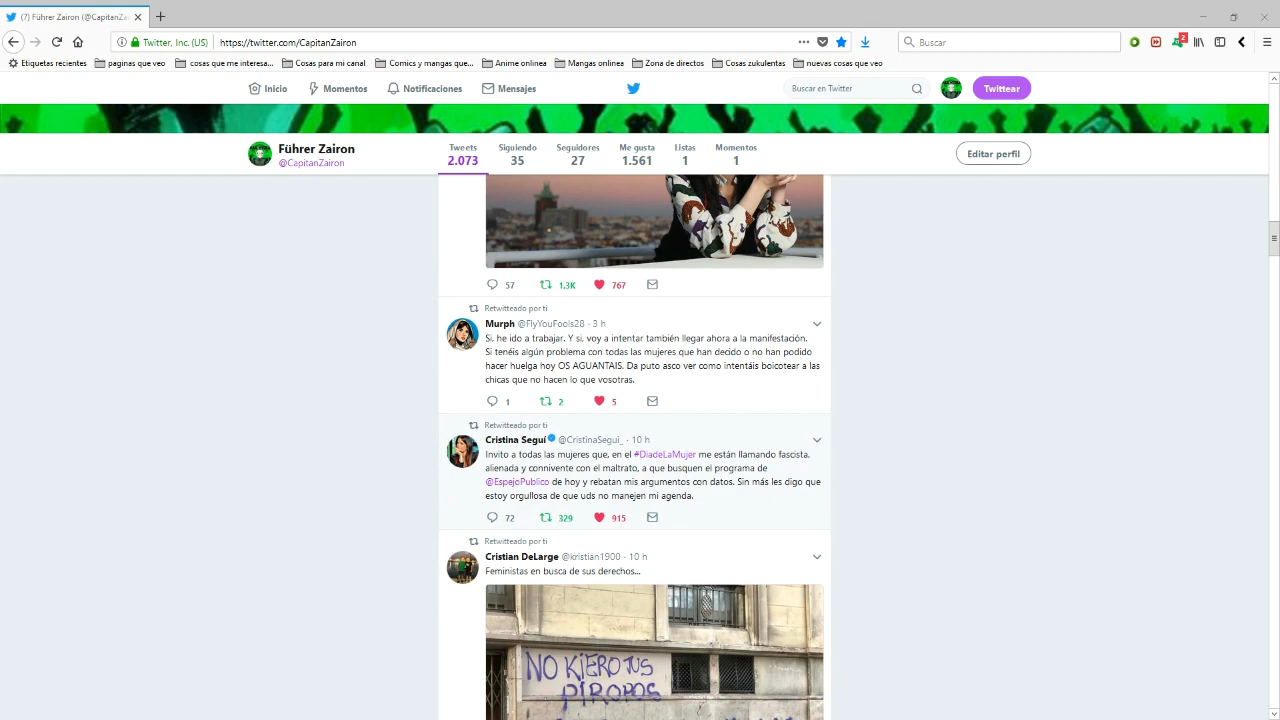 (7) Führer Zairon (@CapitanZai
Twitter, Inc. (US)
https://twitter.com/CapitanZairon
Buscar
2
Etiquetas recientes
paginas que veo
cosas que me interesa...
Cosas para mi canal
Comics y mangas que...
Anime onlinea
Mangas onlinea
Zona de directos
Cosas zukulentas
nuevas cosas que veo
Inicio
Momentos
Notificaciones
Mensajes
Buscar en Twitter
Twittear
Führer Zairon
@CapitanZairon
Tweets
2.073
Siguiendo
35
Seguidores
27
Me gusta
1.561
Listas
1
Momentos
1
Editar perfil
57
1.3K
767
Retwitteado por ti
Murph @FlyYouFools28 · 3 h
Si, he ido a trabajar. Y si, voy a intentar también llegar ahora a la manifestación.
Si tenéis algún problema con todas las mujeres que han decido o no han podido
hacer huelga hoy OS AGUANTAIS. Da puto asco ver como intentáis boicotear a las
chicas que no hacen lo que vosotras.
1
2
5
Retwitteado por ti
Cristina Seguí @CristinaSegui_ · 10 h
Invito a todas las mujeres que, en el #DiadeLaMujer me están llamando fascista,
alienada y connivente con el maltrato, a que busquen el programa de
@EspejoPublico de hoy y rebatan mis argumentos con datos. Sin más les digo que
estoy orgullosa de que uds no manejen mi agenda.
72
329
915
Retwitteado por ti
Cristian DeLarge @kristian1900 · 10 h
Feministas en busca de sus derechos...
NO KIERO TUS
PIROPOS